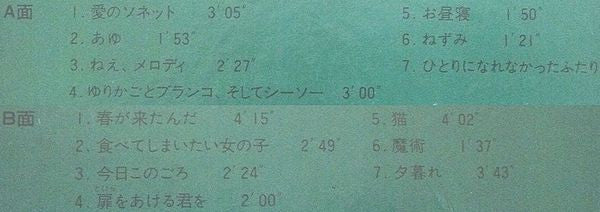 A面
1. 愛のソネット 3´05˝
2. あゆ 1´53˝
3. ねえ、メロディ 2´27˝
4. ゆりかごとブランコ、そしてシーソー 3´00˝
5. お昼寝 1´50˝
6. ねずみ 1´21˝
7. ひとりになれなかったふたり
B面
1. 春が来たんだ 4´15˝
2. 食べてしまいたい女の子 2´49˝
3. 今日このごろ 2´24˝
4. 扉をあける君を 2´00˝
5. 猫 4´02˝
6. 魔術 1´37˝
7. 夕暮れ 3´43˝